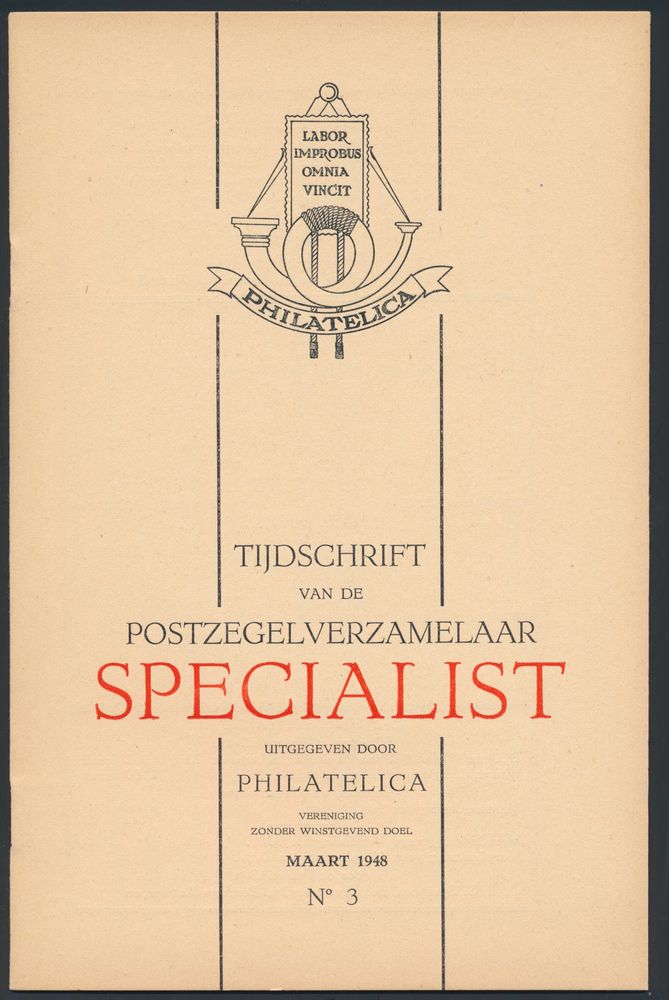 LABOR
IMPROBUS
OMNIA
VINCIT
PHILATELICA
TIJDSCHRIFT
VAN DE
POSTZEGELVERZAMELAAR
SPECIALIST
UITGEGEVEN DOOR
PHILATELICA
VERENIGING
ZONDER WINSTGEVEND DOEL
MAART 1948
N° 3